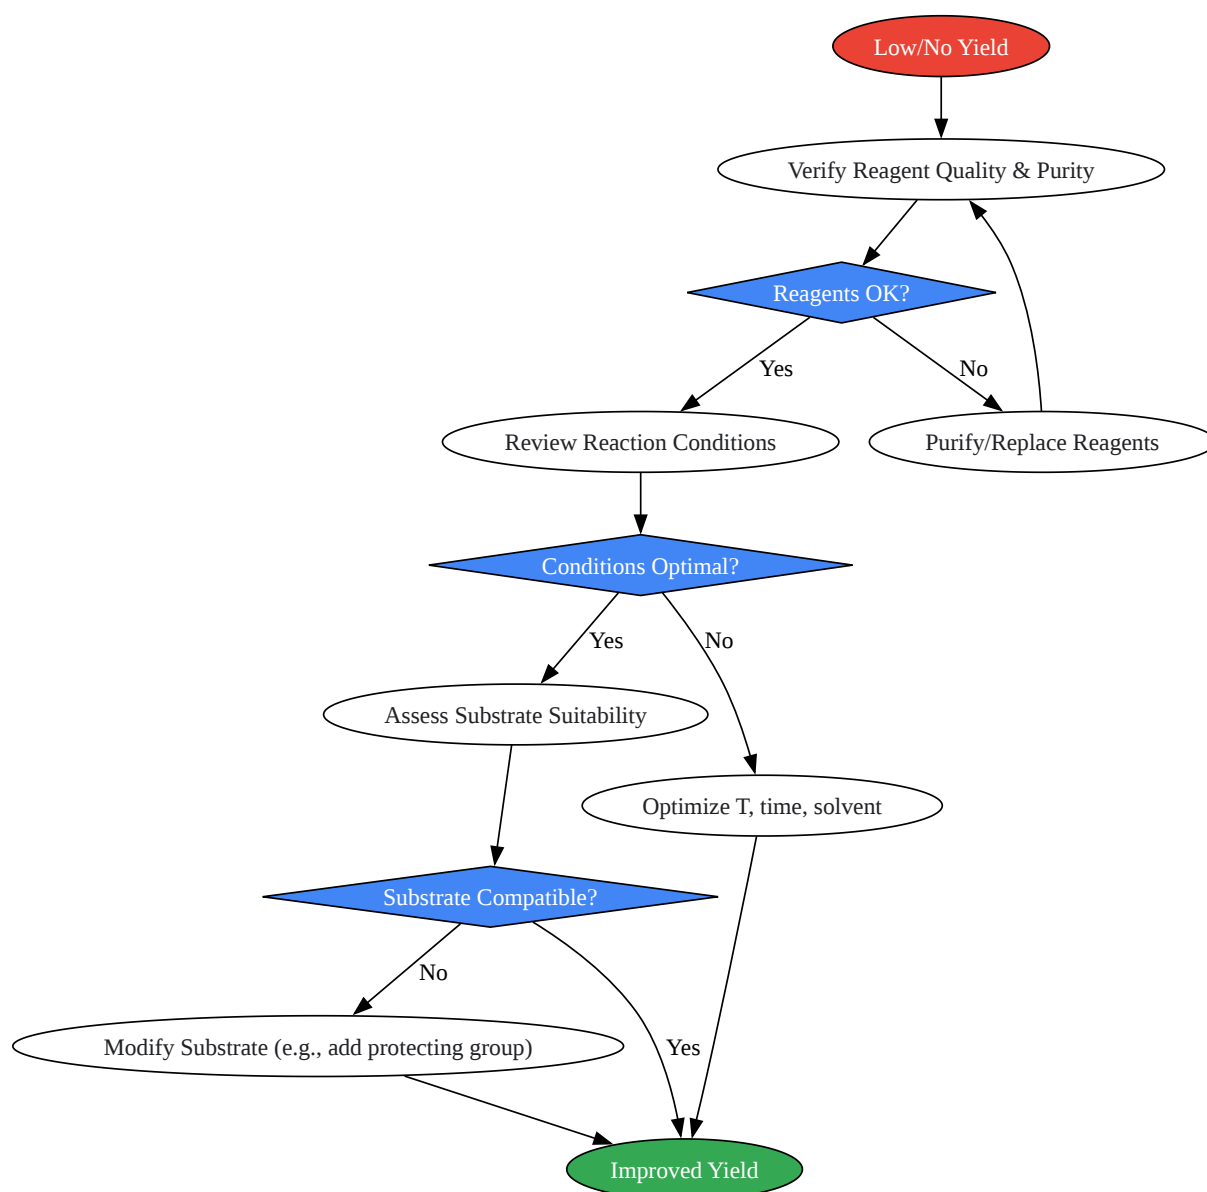 Low/No Yield
Verify Reagent Quality & Purity
Reagents OK?
Yes
No
Review Reaction Conditions
Purify/Replace Reagents
Conditions Optimal?
Yes
No
Assess Substrate Suitability
Optimize T, time, solvent
Substrate Compatible?
No
Modify Substrate (e.g., add protecting group)
Yes
Improved Yield